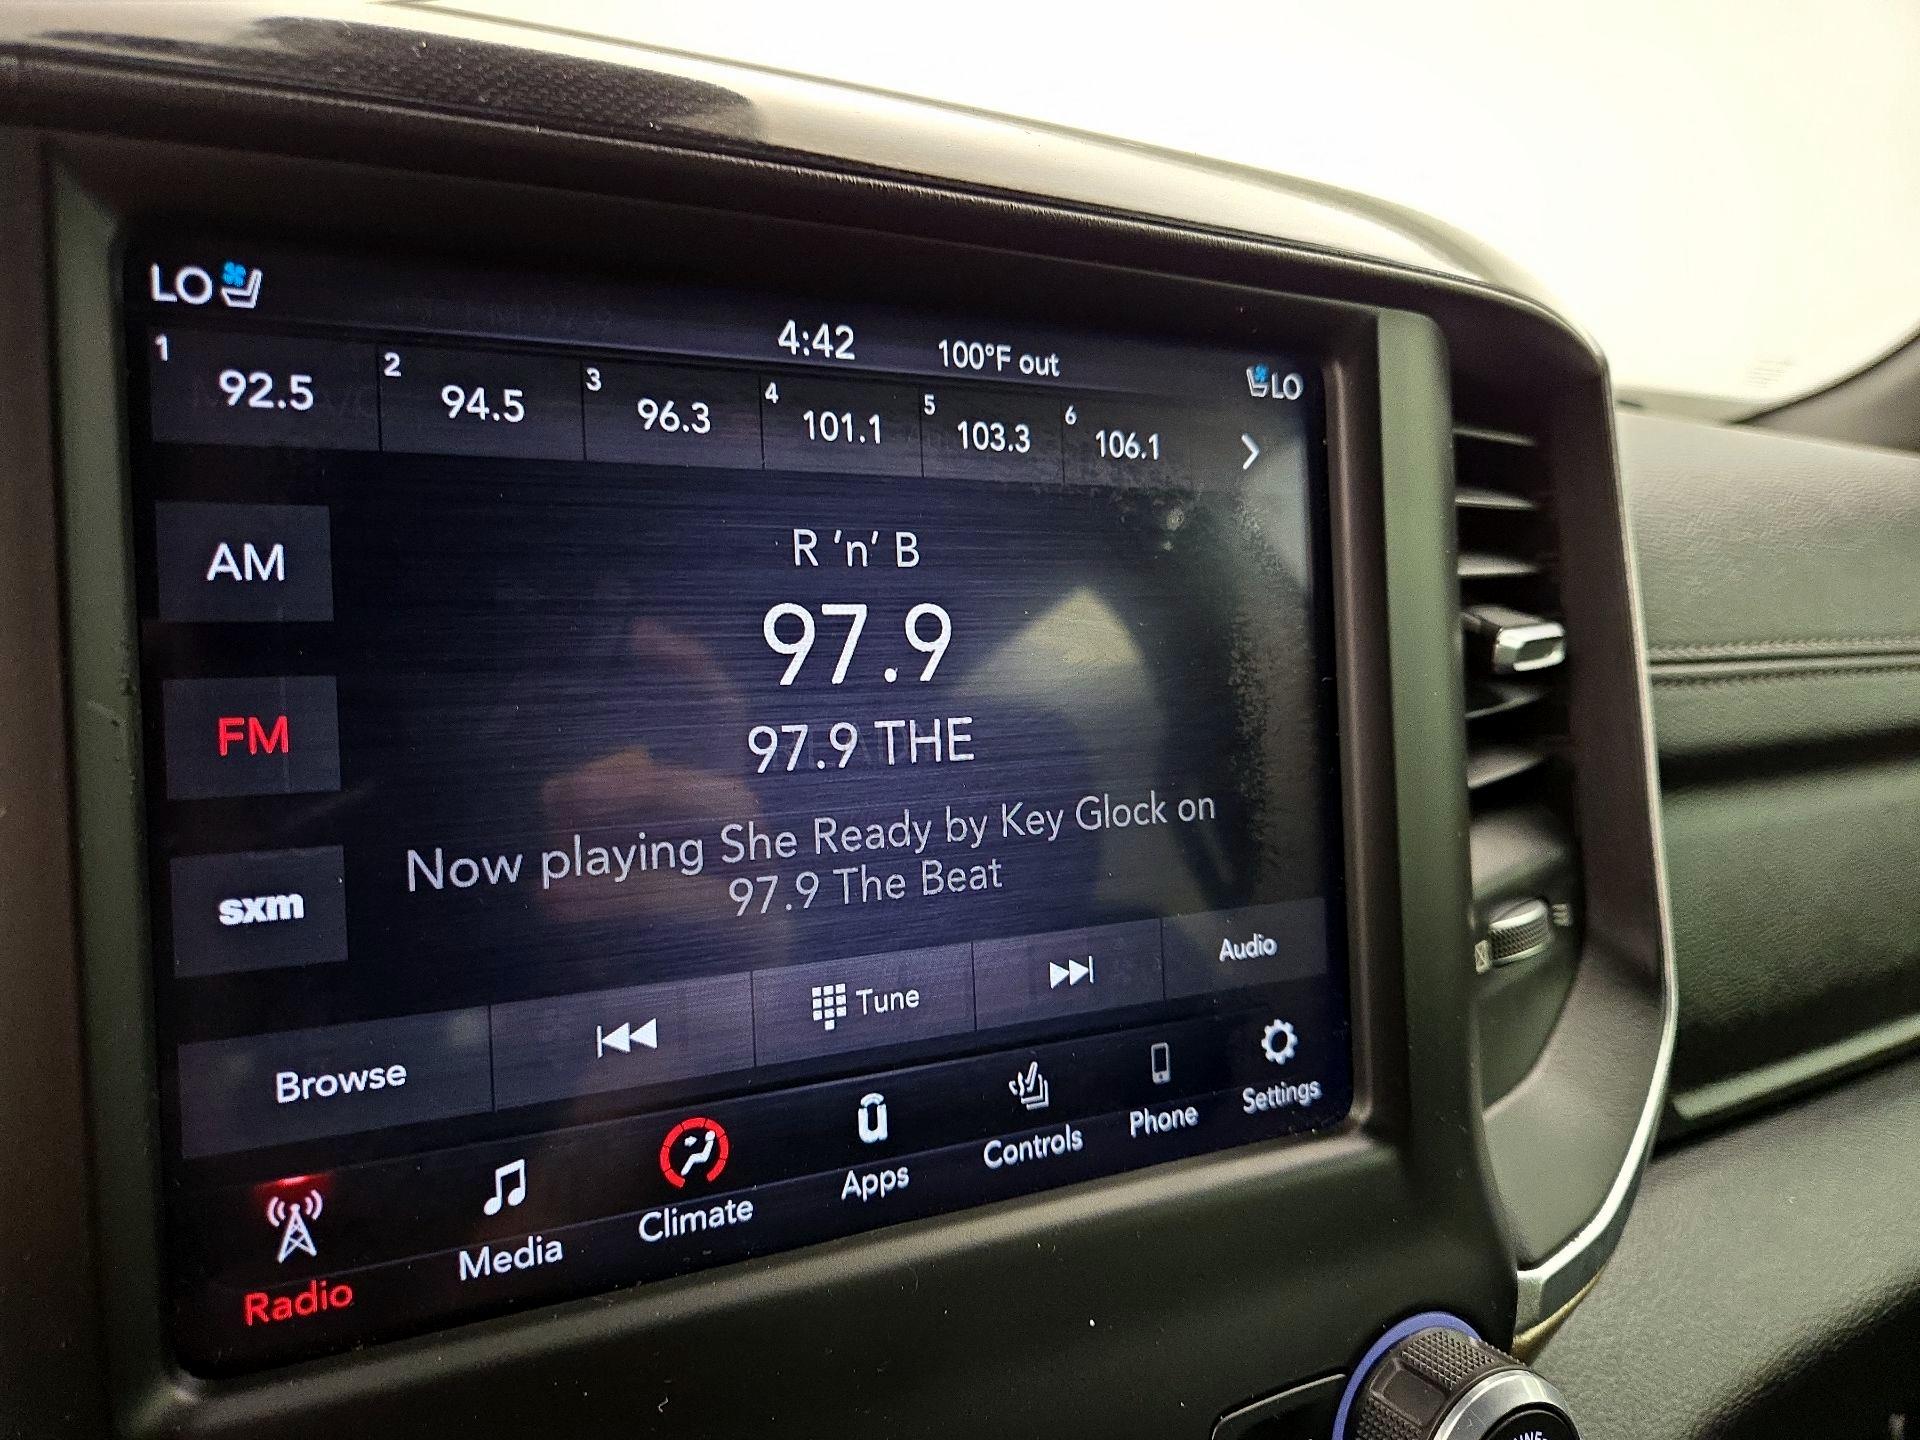 LO
4:42 100°F out
LO
1 92.5 2 94.5 3 96.3 4 101.1 5 103.3 6 106.1
AM
R 'n' B
97.9
FM
97.9 THE
Now playing She Ready by Key Glock on
97.9 The Beat
sxm
Browse Tune Audio
Radio Media Climate Apps Controls Phone Settings